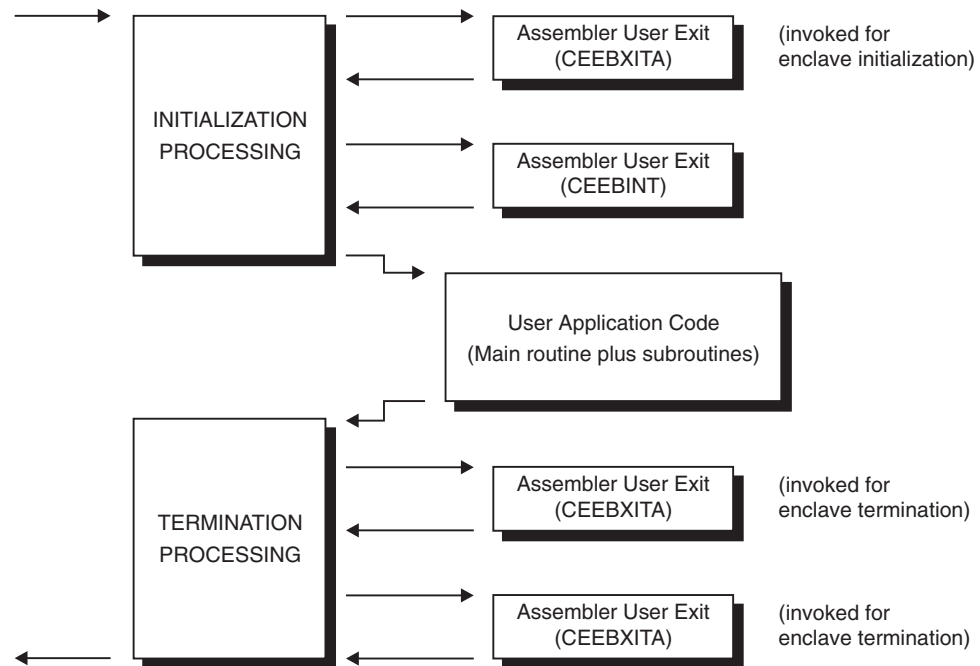 Assembler User Exit
(CEEBXITA)
(invoked for
enclave initialization)
INITIALIZATION
PROCESSING
Assembler User Exit
(CEEBINT)
User Application Code
(Main routine plus subroutines)
Assembler User Exit
(CEEBXITA)
(invoked for
enclave termination)
TERMINATION
PROCESSING
Assembler User Exit
(CEEBXITA)
(invoked for
enclave termination)